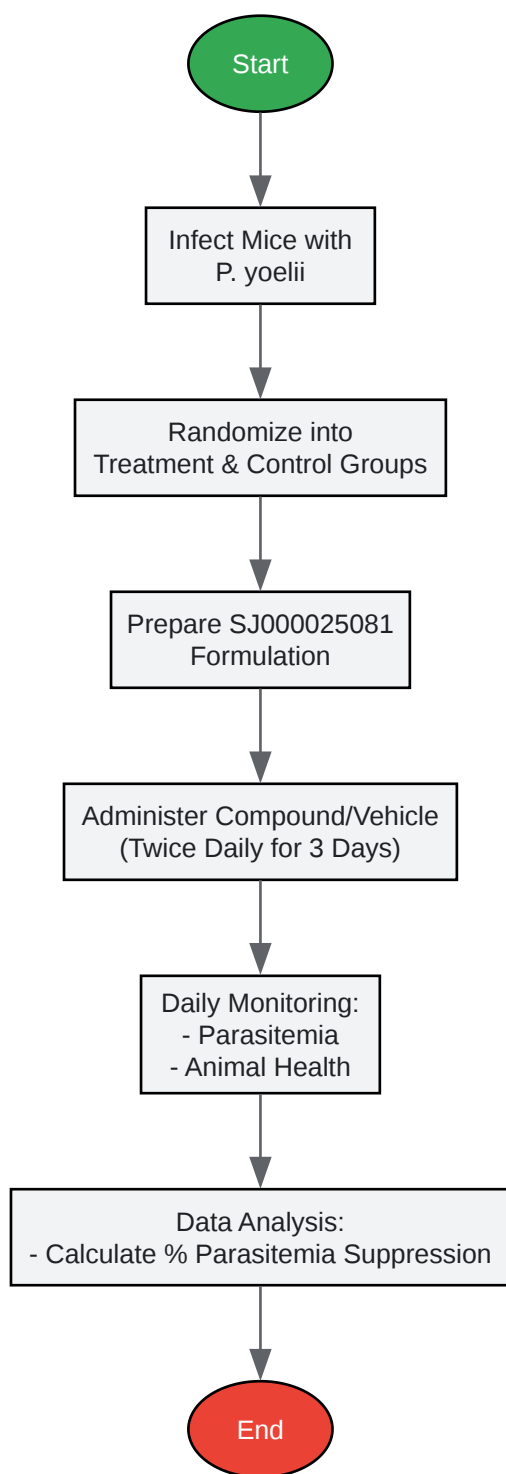 Start
Infect Mice with
P. yoelii
Randomize into
Treatment & Control Groups
Prepare SJ000025081
Formulation
Administer Compound/Vehicle
(Twice Daily for 3 Days)
Daily Monitoring:
- Parasitemia
- Animal Health
Data Analysis:
- Calculate % Parasitemia Suppression
End